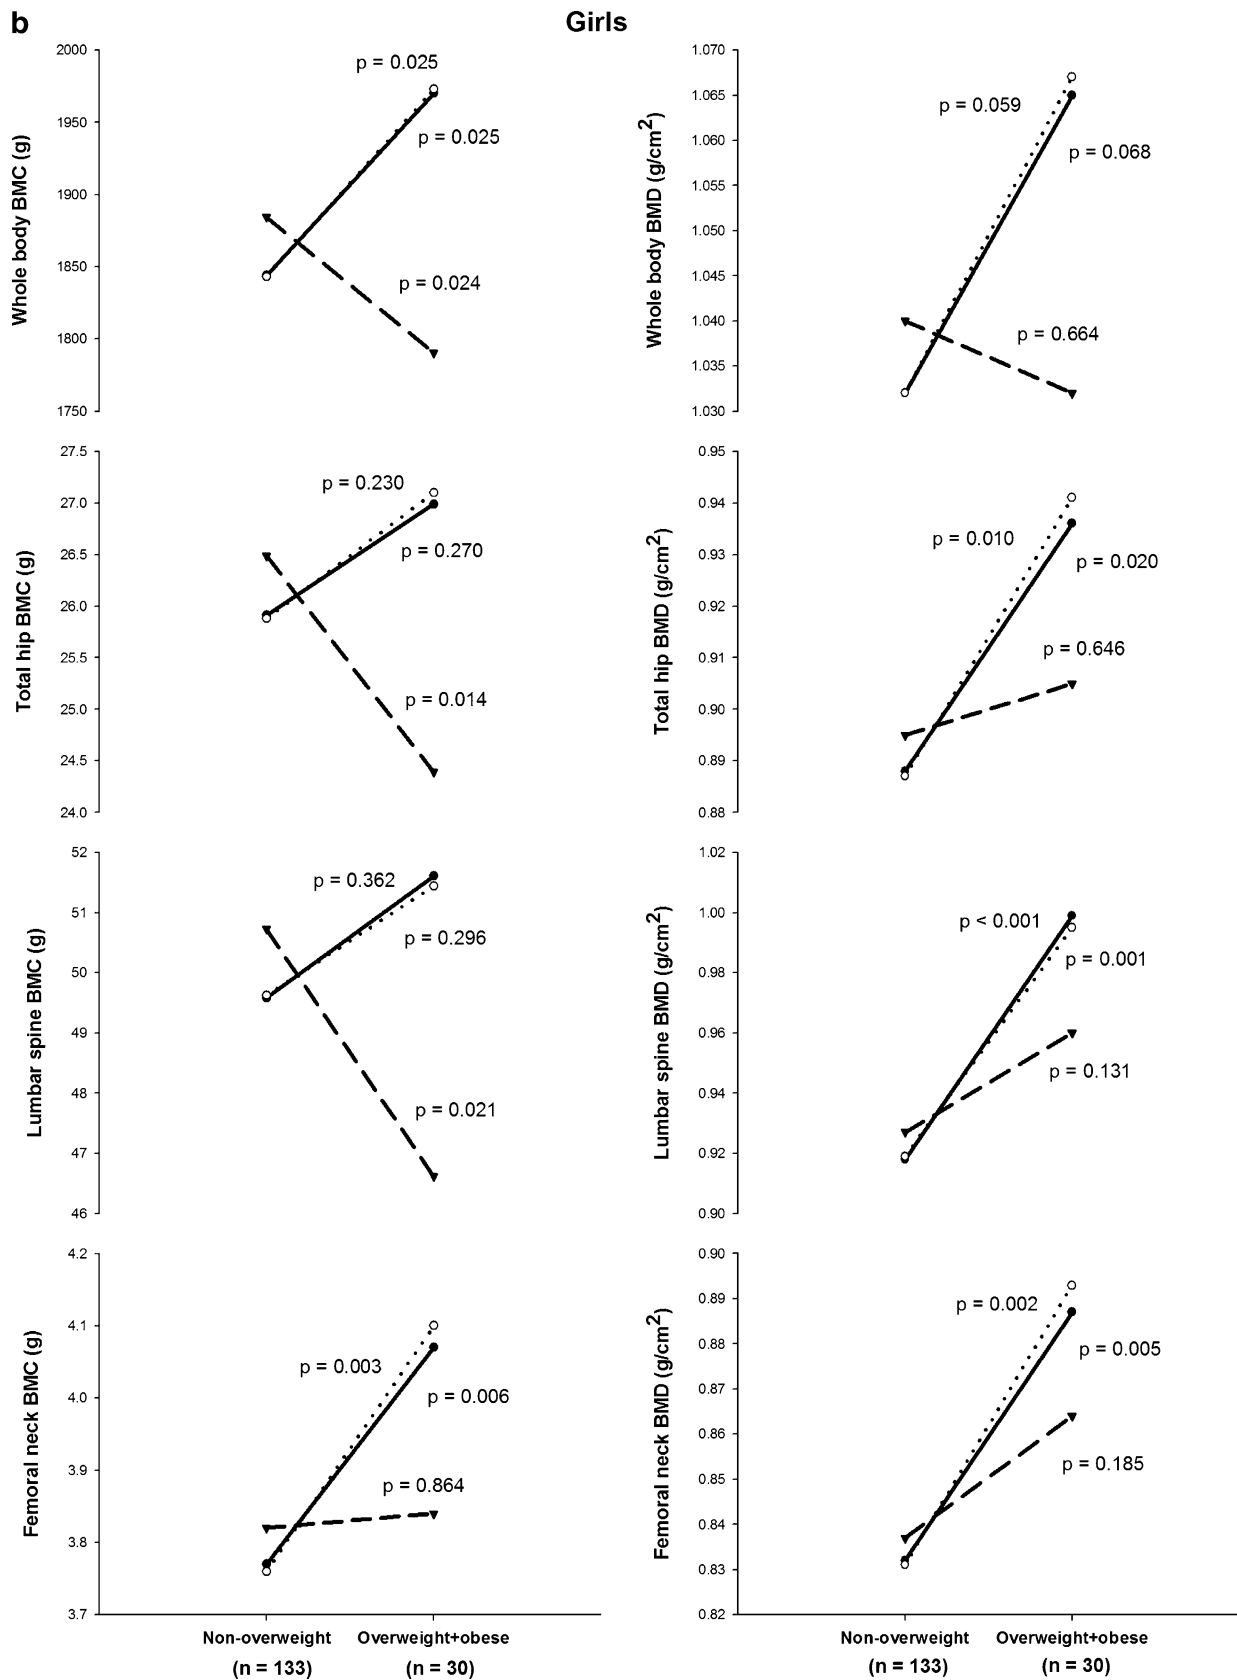 b
Girls
2000
1950
1900
1850
1800
1750
Whole body BMC (g)
p = 0.025
p = 0.025
p = 0.024
1.070
1.065
1.060
1.055
1.050
1.045
1.040
1.035
1.030
Whole body BMD (g/cm²)
p = 0.059
p = 0.068
p = 0.664
27.5
27.0
26.5
26.0
25.5
25.0
24.5
24.0
Total hip BMC (g)
p = 0.230
p = 0.270
p = 0.014
0.95
0.94
0.93
0.92
0.91
0.90
0.89
0.88
Total hip BMD (g/cm²)
p = 0.010
p = 0.020
p = 0.646
52
51
50
49
48
47
46
Lumbar spine BMC (g)
p = 0.362
p = 0.296
p = 0.021
1.02
1.00
0.98
0.96
0.94
0.92
0.90
Lumbar spine BMD (g/cm²)
p < 0.001
p = 0.001
p = 0.131
4.2
4.1
4.0
3.9
3.8
3.7
Femoral neck BMC (g)
p = 0.003
p = 0.006
p = 0.864
0.90
0.89
0.88
0.87
0.86
0.85
0.84
0.83
0.82
Femoral neck BMD (g/cm²)
p = 0.002
p = 0.005
p = 0.185
Non-overweight
(n = 133)
Overweight+obese
(n = 30)
Non-overweight
(n = 133)
Overweight+obese
(n = 30)